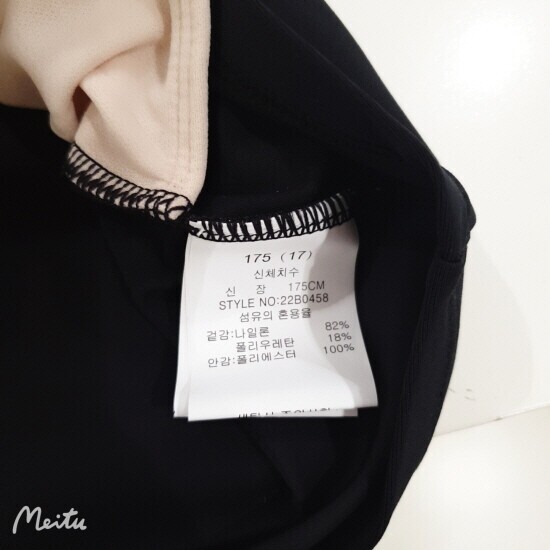 175 (17)
신체치수
신 장 175CM
STYLE NO:22B0458
섬유의 혼용율
겉감:나일론 82%
폴리우레탄 18%
안감:폴리에스터 100%
Meitu